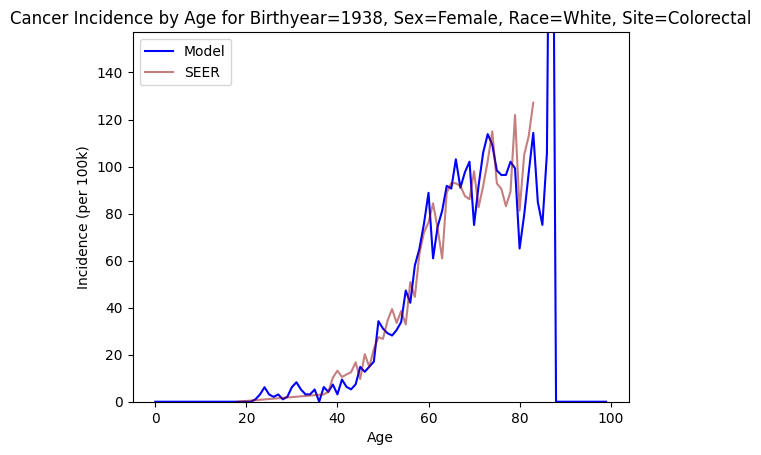 Cancer Incidence by Age for Birthyear=1938, Sex=Female, Race=White, Site=Colorectal
Model
SEER
Incidence (per 100k)
140
120
100
80
60
40
20
0
0 20 40 60 80 100
Age